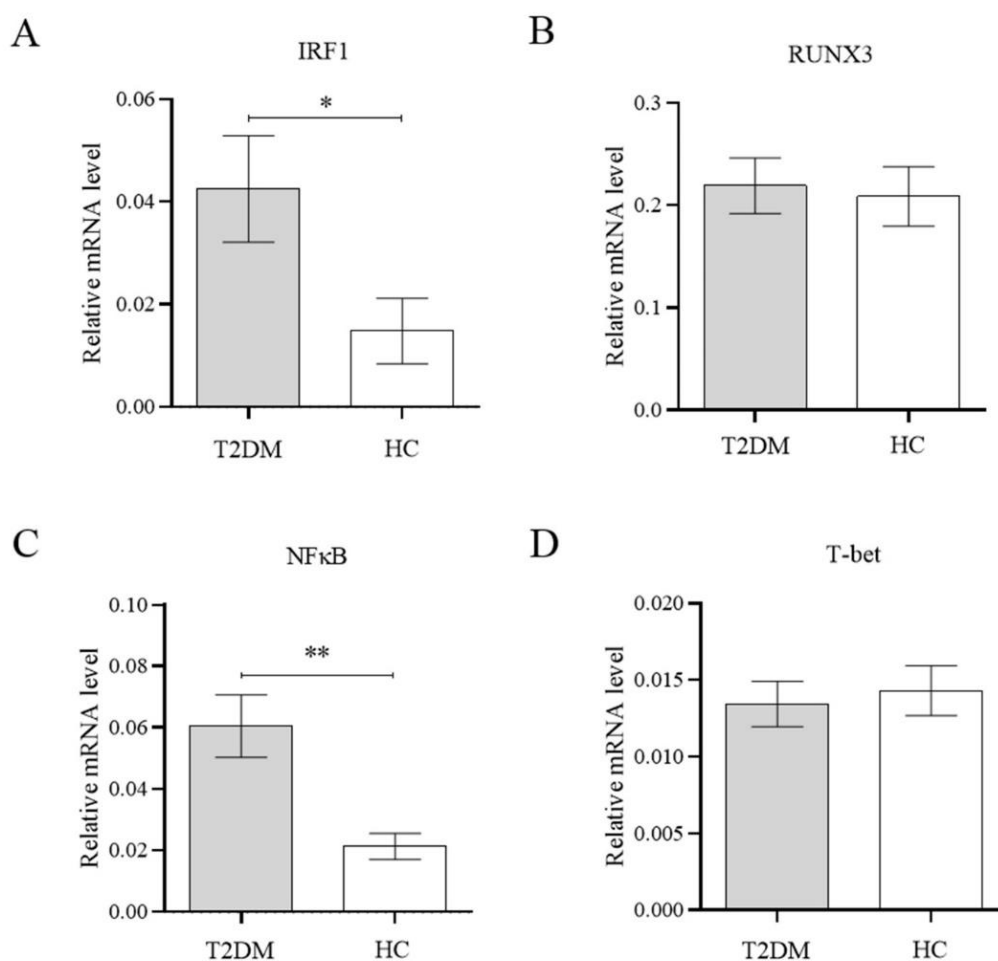 A
IRF1
Relative mRNA level
0.06
0.04
0.02
0.00
*
T2DM
HC
B
RUNX3
Relative mRNA level
0.3
0.2
0.1
0.0
T2DM
HC
C
NFκB
Relative mRNA level
0.10
0.08
0.06
0.04
0.02
0.00
**
T2DM
HC
D
T-bet
Relative mRNA level
0.020
0.015
0.010
0.005
0.000
T2DM
HC